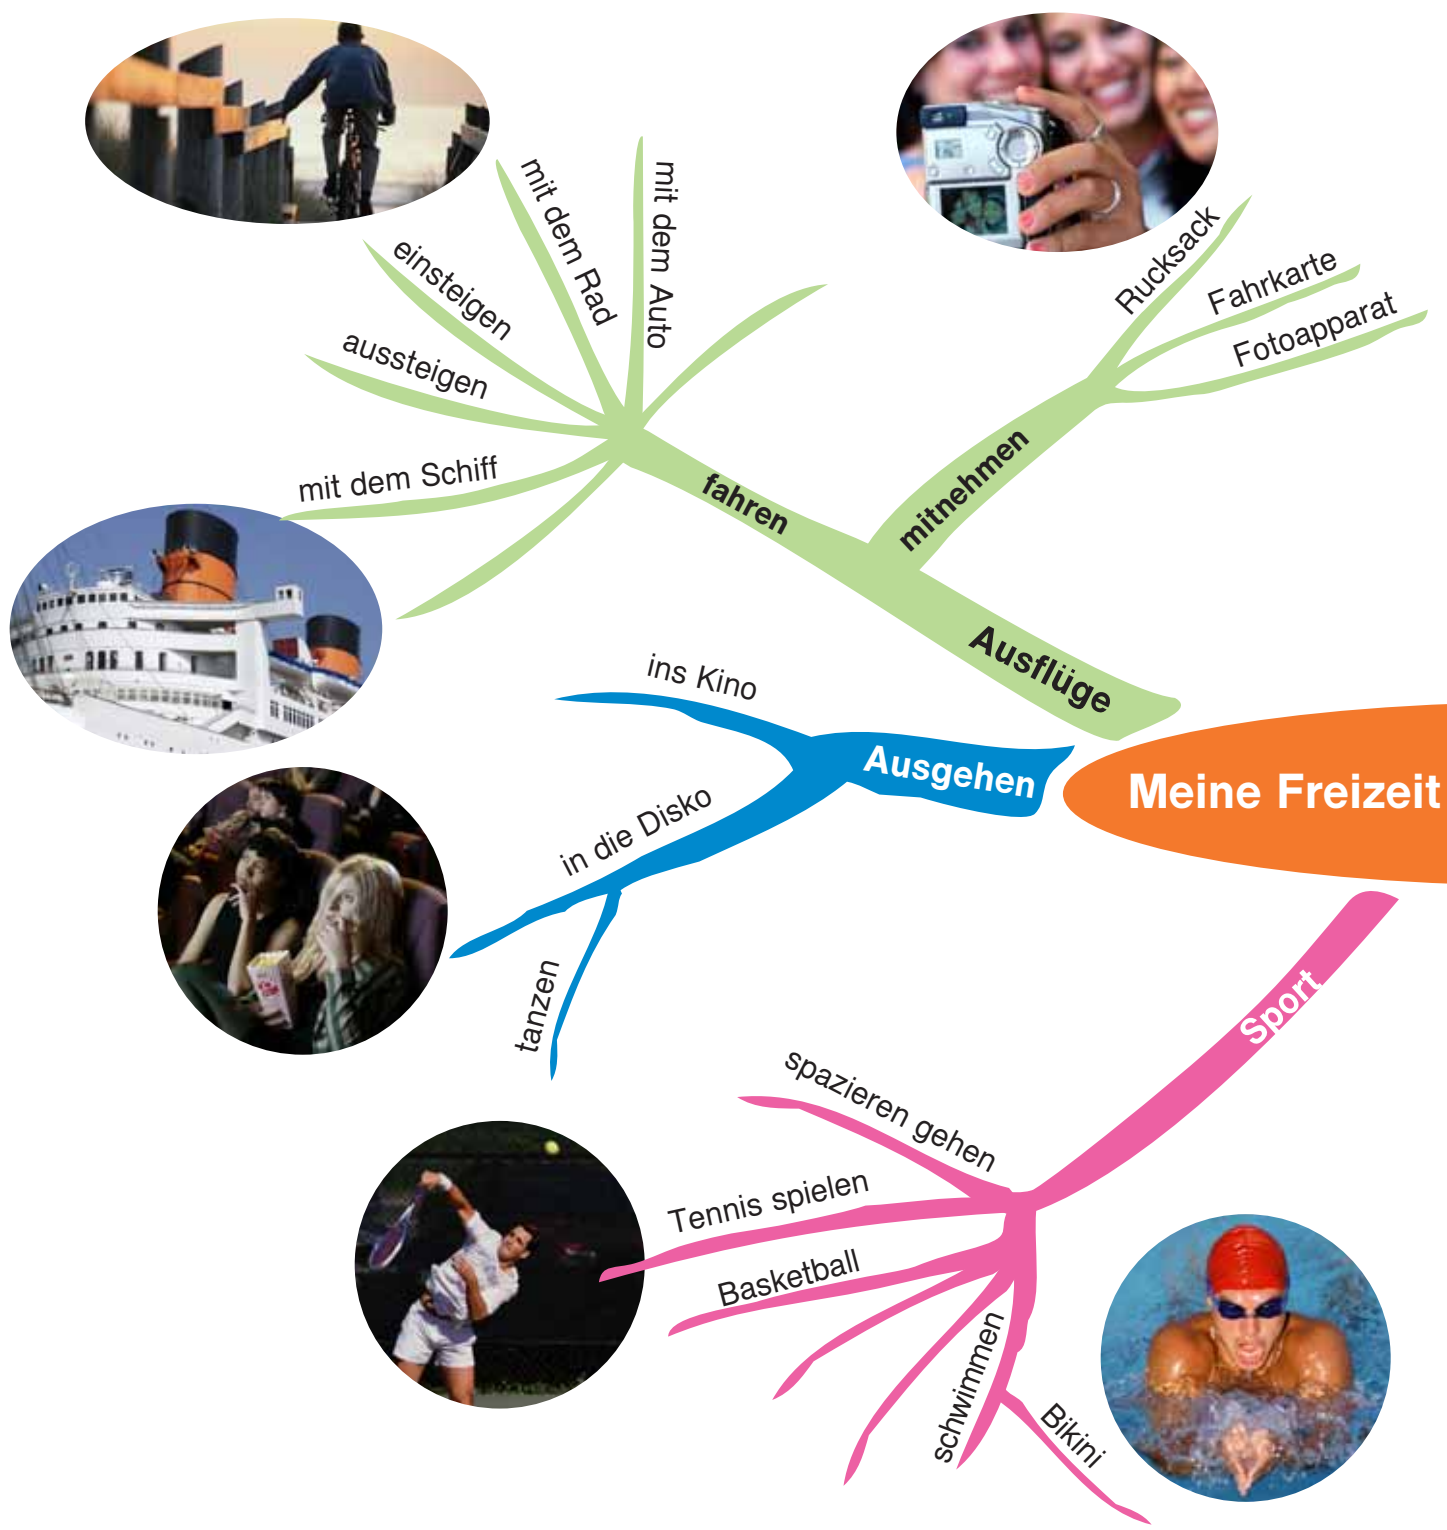 mit dem Rad
mit dem Auto
einsteigen
aussteigen
mit dem Schiff
fahren
Rucksack
Fahrkarte
Fotoapparat
mitnehmen
Ausflüge
ins Kino
Ausgehen
in die Disko
tanzen
Meine Freizeit
Sport
spazieren gehen
Tennis spielen
Basketball
schwimmen
Bikini